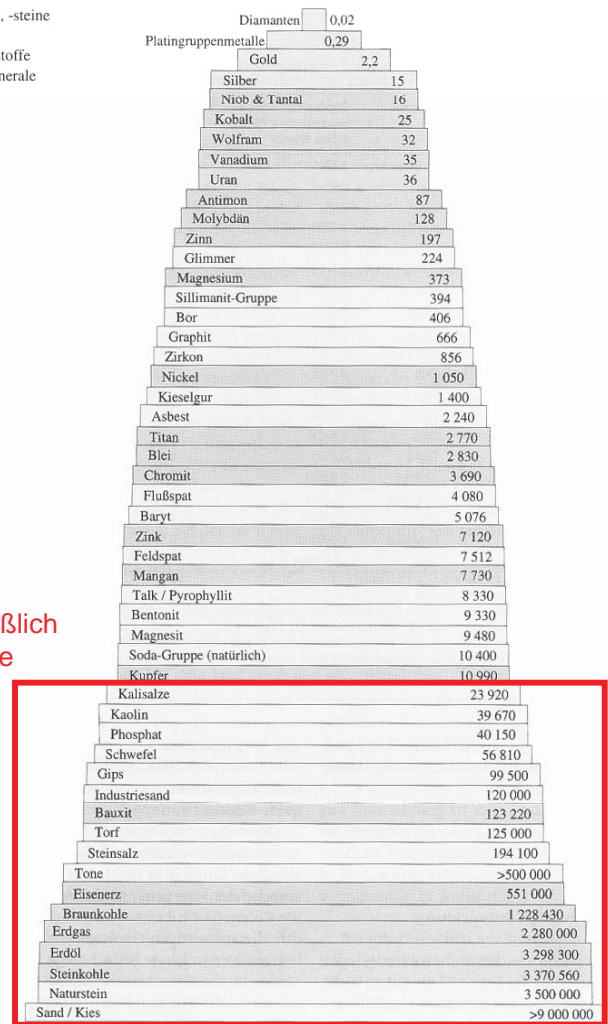 , -steine
toffe
nerale
Diamanten 0,02
Platingruppenmetalle 0,29
Gold 2,2
Silber 15
Niob & Tantal 16
Kobalt 25
Wolfram 32
Vanadium 35
Uran 36
Antimon 87
Molybdän 128
Zinn 197
Glimmer 224
Magnesium 373
Sillimanit-Gruppe 394
Bor 406
Graphit 666
Zirkon 856
Nickel 1 050
Kieselgur 1 400
Asbest 2 240
Titan 2 770
Blei 2 830
Chromit 3 690
Flußspat 4 080
Baryt 5 076
Zink 7 120
Feldspat 7 512
Mangan 7 730
Talk / Pyrophyllit 8 330
Bentonit 9 330
Magnesit 9 480
Soda-Gruppe (natürlich) 10 400
Kupfer 10 990
ßlich
e
Kalisalze 23 920
Kaolin 39 670
Phosphat 40 150
Schwefel 56 810
Gips 99 500
Industriesand 120 000
Bauxit 123 220
Torf 125 000
Steinsalz 194 100
Tone >500 000
Eisenerz 551 000
Braunkohle 1 228 430
Erdgas 2 280 000
Erdöl 3 298 300
Steinkohle 3 370 560
Naturstein 3 500 000
Sand / Kies >9 000 000